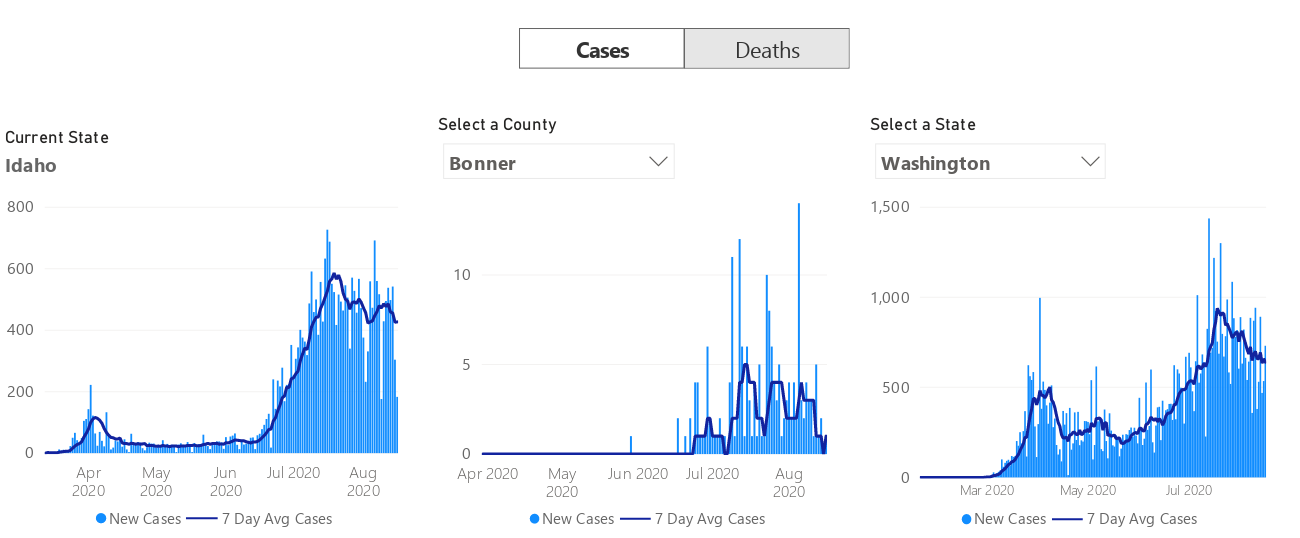 Cases Deaths
Current State
Idaho
Select a County
Bonner
Select a State
Washington
800
600
400
200
0
Apr 2020
May 2020
Jun 2020
Jul 2020
Aug 2020
New Cases 7 Day Avg Cases
10
5
0
Apr 2020
May 2020
Jun 2020
Jul 2020
Aug 2020
New Cases 7 Day Avg Cases
1,500
1,000
500
0
Mar 2020
May 2020
Jul 2020
New Cases 7 Day Avg Cases